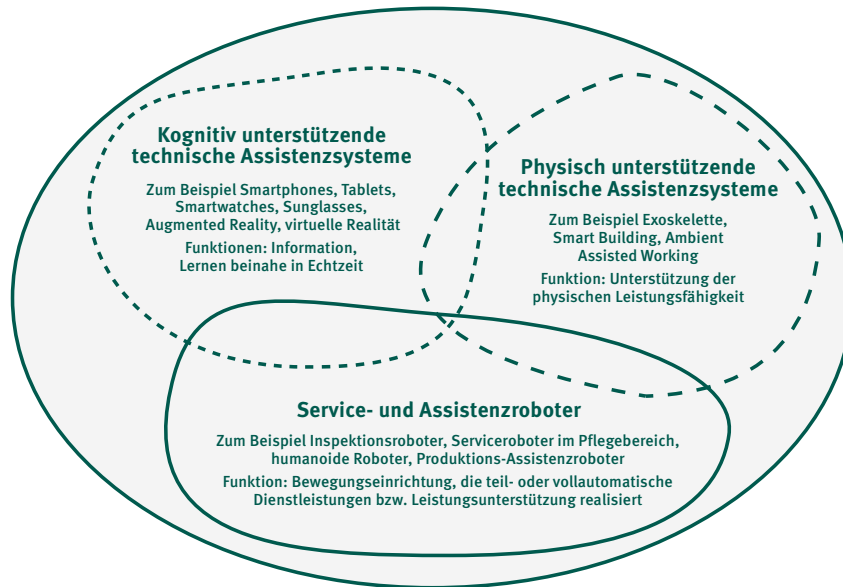 Kognitiv unterstützende
technische Assistenzsysteme
Zum Beispiel Smartphones, Tablets,
Smartwatches, Sunglasses,
Augmented Reality, virtuelle Realität
Funktionen: Information,
Lernen beinahe in Echtzeit
Physisch unterstützende
technische Assistenzsysteme
Zum Beispiel Exoskelette,
Smart Building, Ambient
Assisted Working
Funktion: Unterstützung der
physischen Leistungsfähigkeit
Service- und Assistenzroboter
Zum Beispiel Inspektionsroboter, Serviceroboter im Pflegebereich,
humanoide Roboter, Produktions-Assistenzroboter
Funktion: Bewegungseinrichtung, die teil- oder vollautomatische
Dienstleistungen bzw. Leistungsunterstützung realisiert